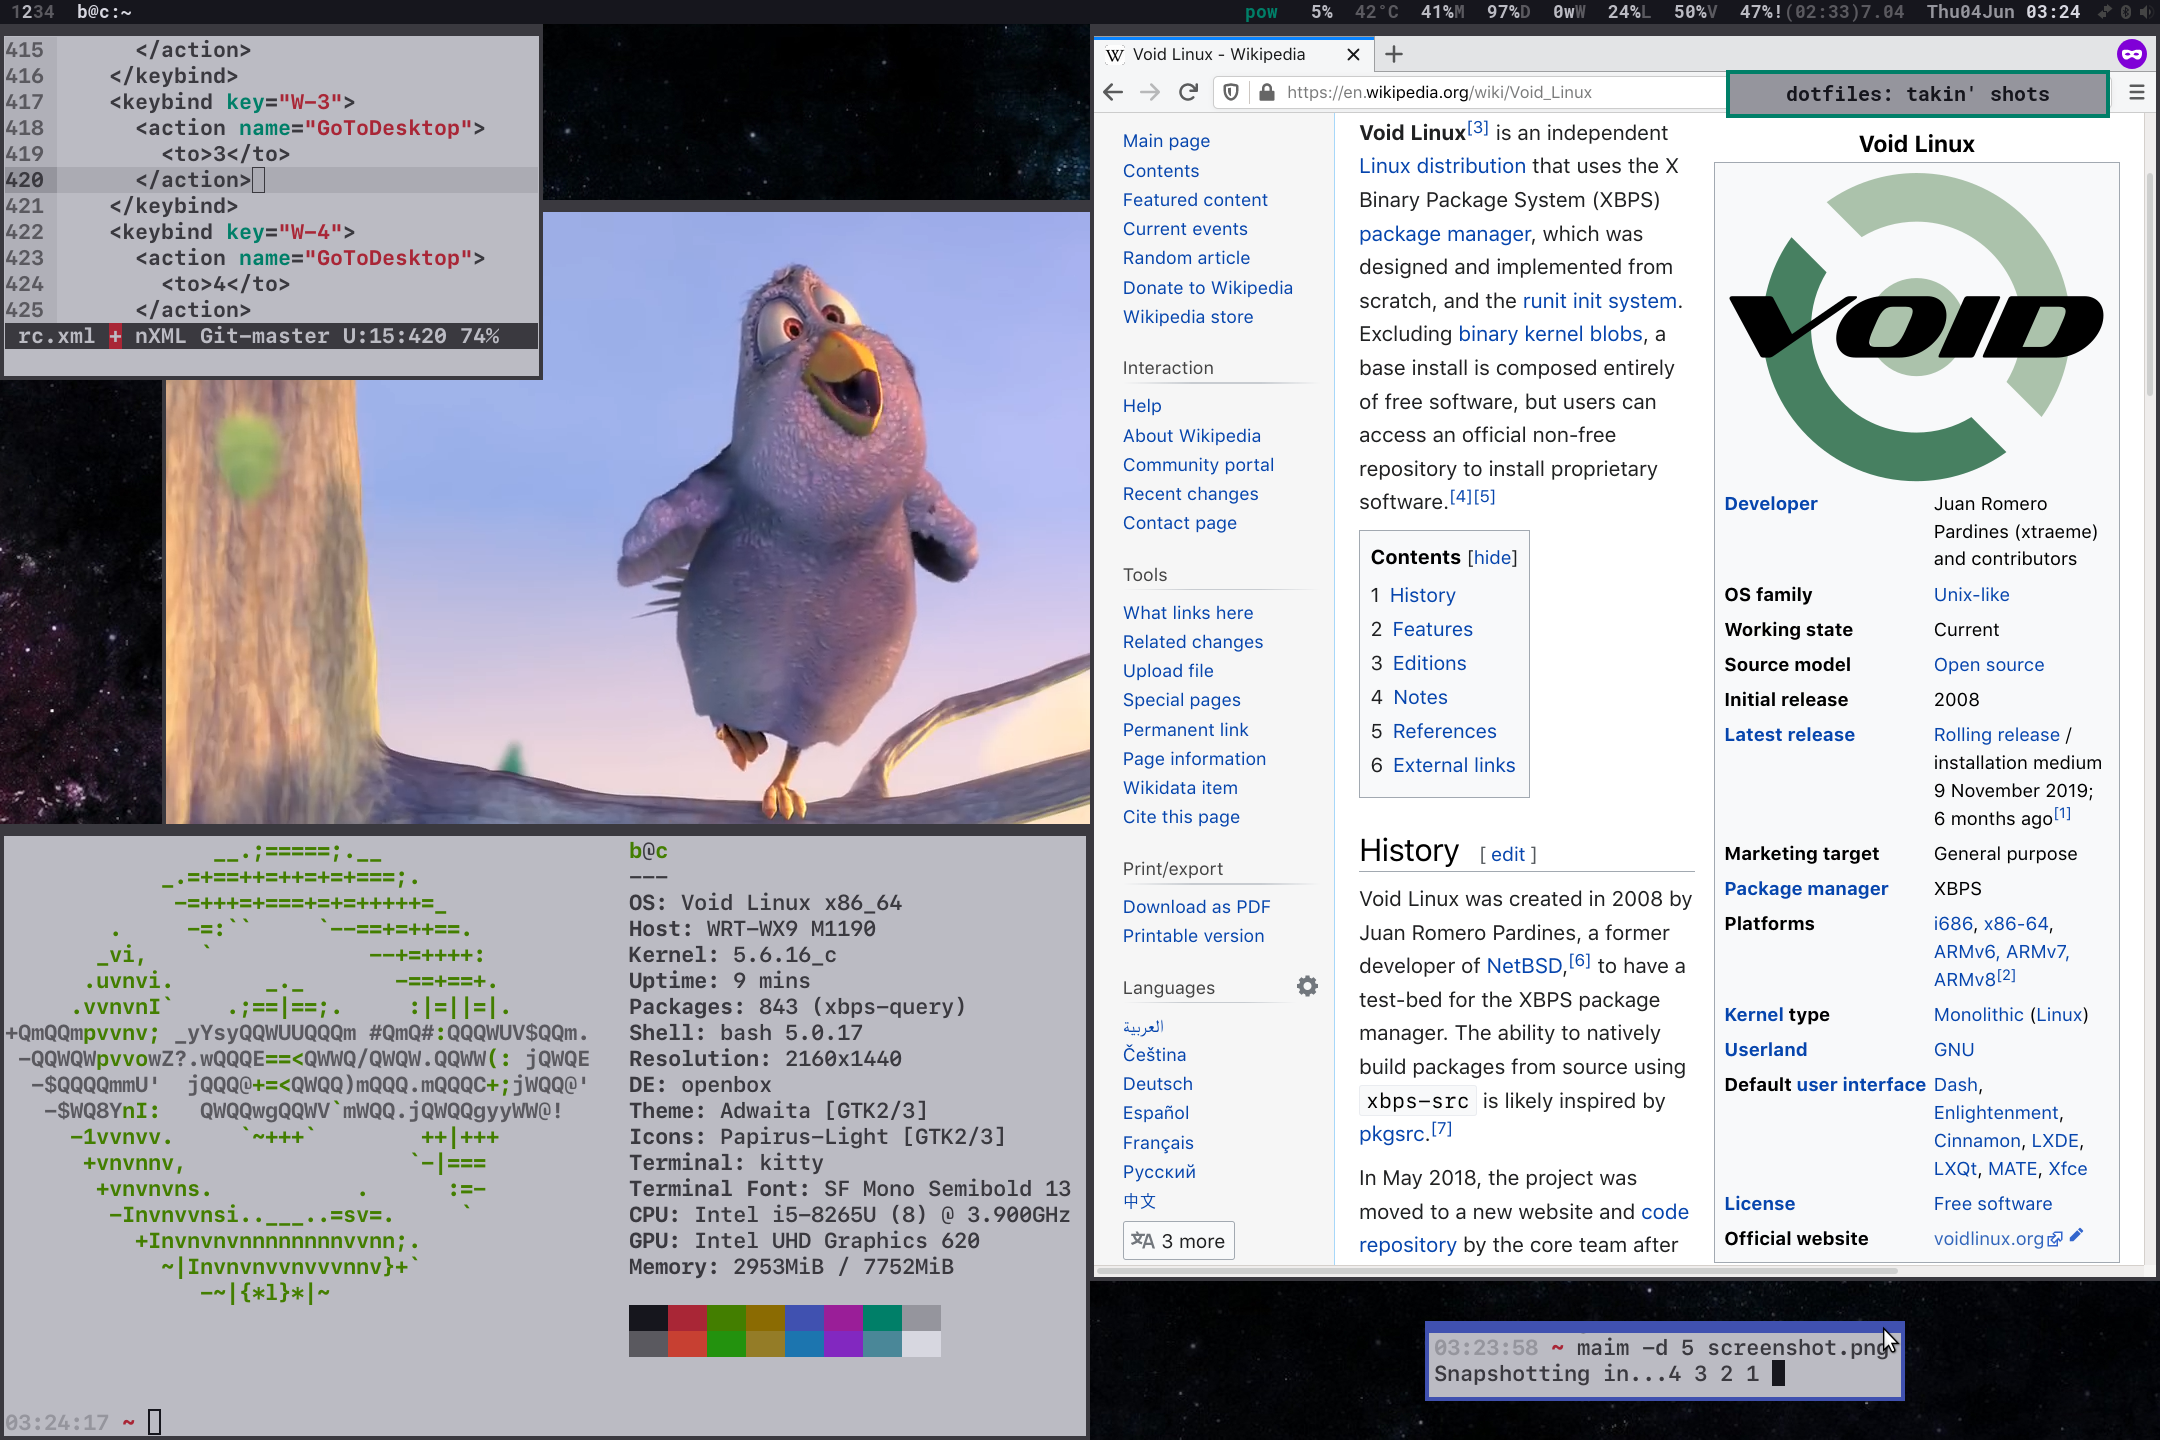 1234 b@c:~
pow 5% 42°C 41%M 97%D 0wW 24%L 50%V 47%!(02:33)7.04 Thu04Jun 03:24
415 </action>
416 </keybind>
417 <keybind key="W-3">
418 <action name="GoToDesktop">
419 <to>3</to>
420 </action>
421 </keybind>
422 <keybind key="W-4">
423 <action name="GoToDesktop">
424 <to>4</to>
425 </action>
rc.xml + nXML Git-master U:15:420 74%
__.;=====;.__
_.=+==++=++=+=+===;.
-=+++=+===+=+=+++++=_
. -=:`` `--==+=++==.
_vi, ` --+=++++:
.uvnvi. _._ -==+==+.
.vvnvnI` .;==|==;. :|=||=|.
+QmQQmpvvnv; _yYsyQQWUUQQQm #QmQ#:QQQWUV$QQm.
-QQWQWpvvowZ?.wQQQE==<QWWQ/QWQW.QQWW(: jQWQE
-$QQQQmmU' jQQQ@+=<QWQQ)mQQQ.mQQQC+;jWQQ@'
-$WQ8YnI: QWQQwgQQWV`mWQQ.jQWQQgyyWW@!
-1vvnvv. `~+++` ++|+++
+vnvnnv, `-|===
+vnvnvns. . :=-
-Invnvvnsi..___..=sv=. `
+Invnvnvnnnnnnnnvvnn;.
~|Invnvnvvnvvvnnv}+`
-~|{*l}*|~
b@c
---
OS: Void Linux x86_64
Host: WRT-WX9 M1190
Kernel: 5.6.16_c
Uptime: 9 mins
Packages: 843 (xbps-query)
Shell: bash 5.0.17
Resolution: 2160x1440
DE: openbox
Theme: Adwaita [GTK2/3]
Icons: Papirus-Light [GTK2/3]
Terminal: kitty
Terminal Font: SF Mono Semibold 13
CPU: Intel i5-8265U (8) @ 3.900GHz
GPU: Intel UHD Graphics 620
Memory: 2953MiB / 7752MiB
03:24:17 ~
W Void Linux - Wikipedia
https://en.wikipedia.org/wiki/Void_Linux
dotfiles: takin' shots
Main page
Contents
Featured content
Current events
Random article
Donate to Wikipedia
Wikipedia store
Interaction
Help
About Wikipedia
Community portal
Recent changes
Contact page
Tools
What links here
Related changes
Upload file
Special pages
Permanent link
Page information
Wikidata item
Cite this page
Print/export
Download as PDF
Printable version
Languages
العربية
Čeština
Deutsch
Español
Français
Русский
中文
3 more
Void Linux[3] is an independent
Linux distribution that uses the X
Binary Package System (XBPS)
package manager, which was
designed and implemented from
scratch, and the runit init system.
Excluding binary kernel blobs, a
base install is composed entirely
of free software, but users can
access an official non-free
repository to install proprietary
software.[4][5]
Contents [hide]
1 History
2 Features
3 Editions
4 Notes
5 References
6 External links
History [ edit ]
Void Linux was created in 2008 by
Juan Romero Pardines, a former
developer of NetBSD,[6] to have a
test-bed for the XBPS package
manager. The ability to natively
build packages from source using
xbps-src is likely inspired by
pkgsrc.[7]
In May 2018, the project was
moved to a new website and code
repository by the core team after
Void Linux
VOID
Developer Juan Romero
Pardines (xtraeme)
and contributors
OS family Unix-like
Working state Current
Source model Open source
Initial release 2008
Latest release Rolling release /
installation medium
9 November 2019;
6 months ago[1]
Marketing target General purpose
Package manager XBPS
Platforms i686, x86-64,
ARMv6, ARMv7,
ARMv8[2]
Kernel type Monolithic (Linux)
Userland GNU
Default user interface Dash,
Enlightenment,
Cinnamon, LXDE,
LXQt, MATE, Xfce
License Free software
Official website voidlinux.org
03:23:58 ~ maim -d 5 screenshot.png
Snapshotting in...4 3 2 1